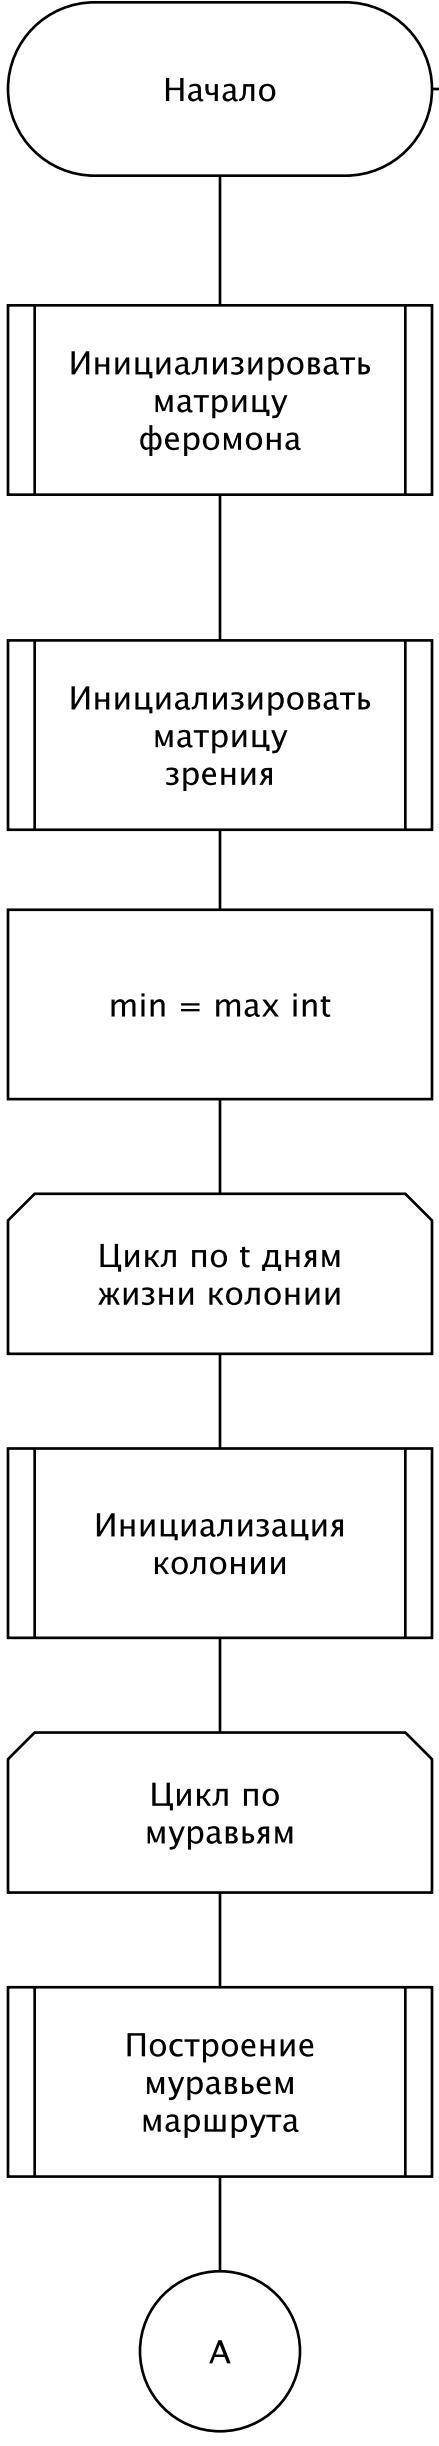 Начало
Инициализировать
матрицу
феромона
Инициализировать
матрицу
зрения
min = max int
Цикл по t дням
жизни колонии
Инициализация
колонии
Цикл по
муравьям
Построение
муравьем
маршрута
А